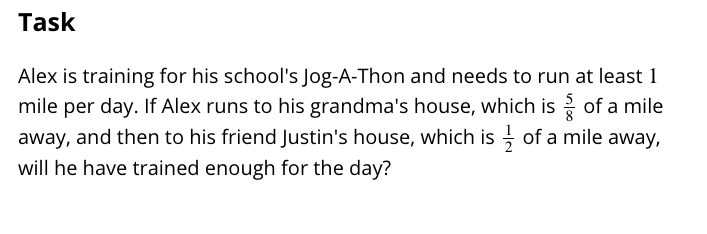 Task
Alex is training for his school's Jog-A-Thon and needs to run at least 1
mile per day. If Alex runs to his grandma's house, which is 5/8 of a mile
away, and then to his friend Justin's house, which is 1/2 of a mile away,
will he have trained enough for the day?